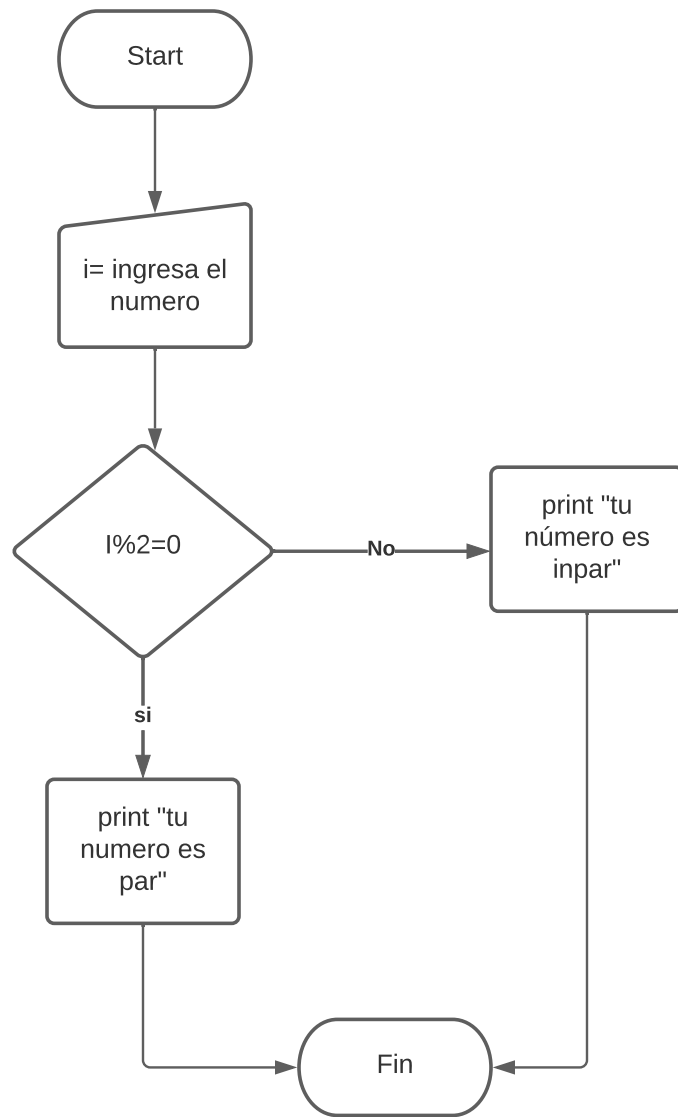 Start
i= ingresa el
numero
I%2=0
No
print "tu
número es
inpar"
si
print "tu
numero es
par"
Fin